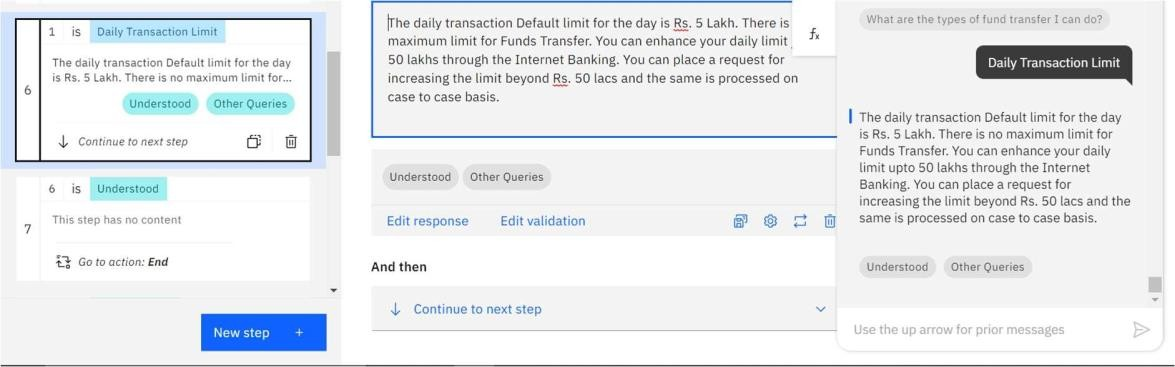 1 is Daily Transaction Limit
The daily transaction Default limit for the day
is Rs. 5 Lakh. There is no maximum limit for...
6
Understood Other Queries
Continue to next step
6 is Understood
This step has no content
7
Go to action: End
New step +
The daily transaction Default limit for the day is Rs. 5 Lakh. There is
maximum limit for Funds Transfer. You can enhance your daily limit
50 lakhs through the Internet Banking. You can place a request for
increasing the limit beyond Rs. 50 lacs and the same is processed on
case to case basis.
fx
Understood Other Queries
Edit response Edit validation
And then
Continue to next step
What are the types of fund transfer I can do?
Daily Transaction Limit
The daily transaction Default limit for the day
is Rs. 5 Lakh. There is no maximum limit for
Funds Transfer. You can enhance your daily
limit upto 50 lakhs through the Internet
Banking. You can place a request for
increasing the limit beyond Rs. 50 lacs and the
same is processed on case to case basis.
Understood Other Queries
Use the up arrow for prior messages